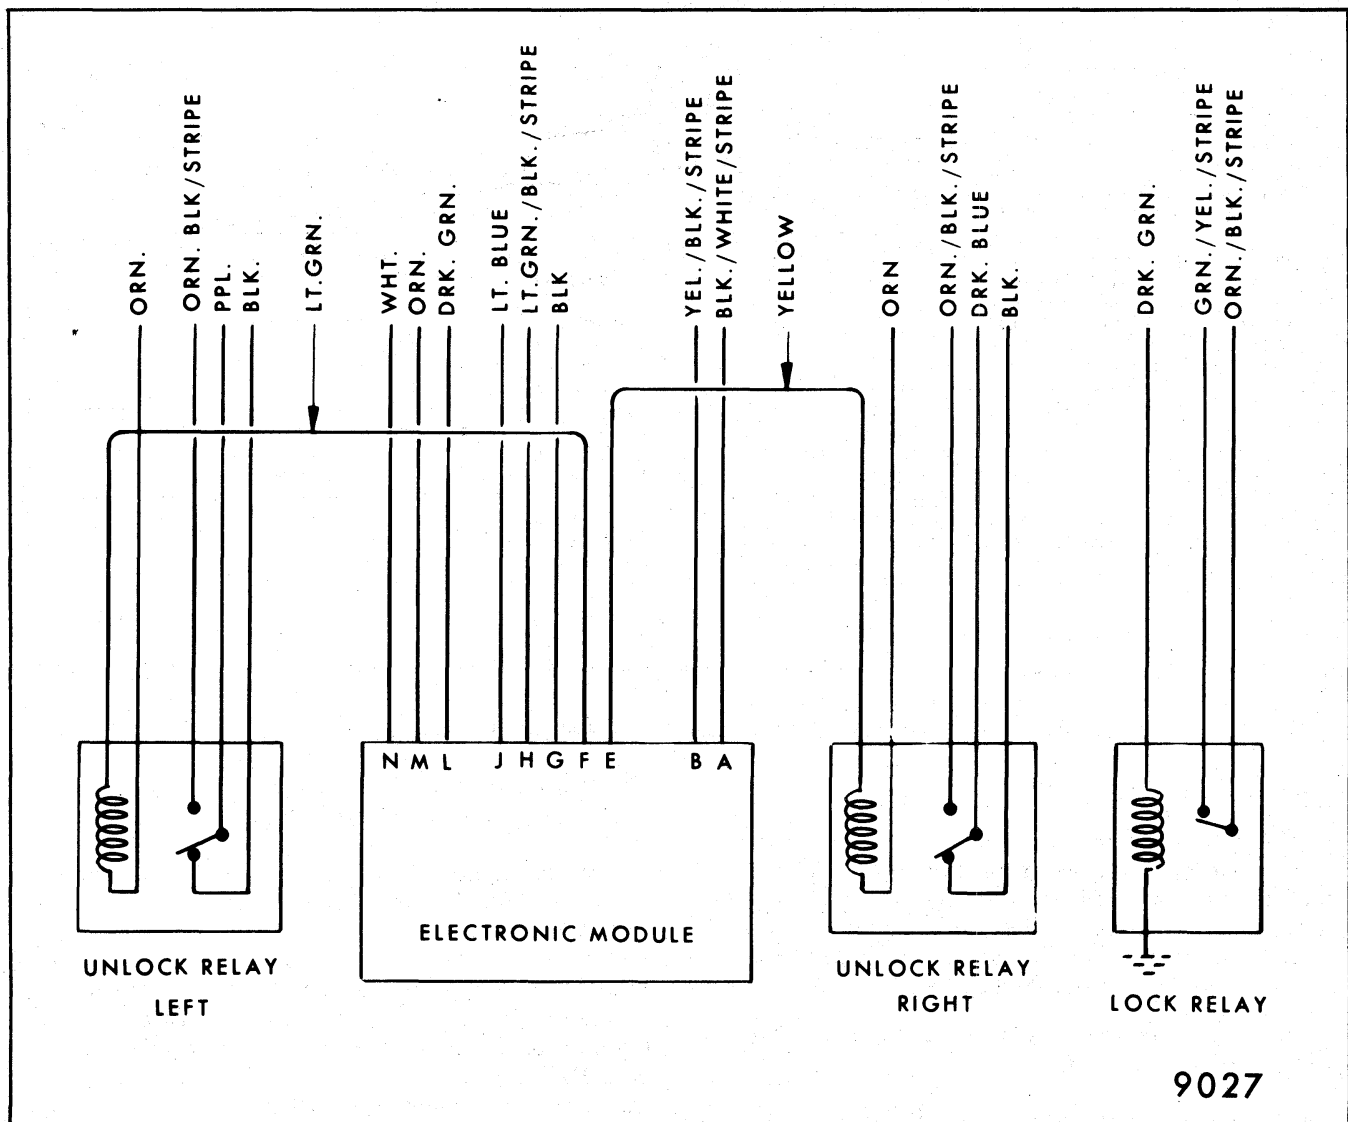 ORN.
ORN. BLK/STRIPE
PPL.
BLK.
LT.GRN.
WHT.
ORN.
DRK. GRN.
LT. BLUE
LT.GRN./BLK./STRIPE
BLK
YEL./BLK./STRIPE
BLK./WHITE/STRIPE
YELLOW
ORN
ORN./BLK./STRIPE
DRK. BLUE
BLK.
DRK. GRN.
GRN./YEL./STRIPE
ORN./BLK./STRIPE
N M L J H G F E B A
ELECTRONIC MODULE
UNLOCK RELAY
LEFT
UNLOCK RELAY
RIGHT
LOCK RELAY
9027